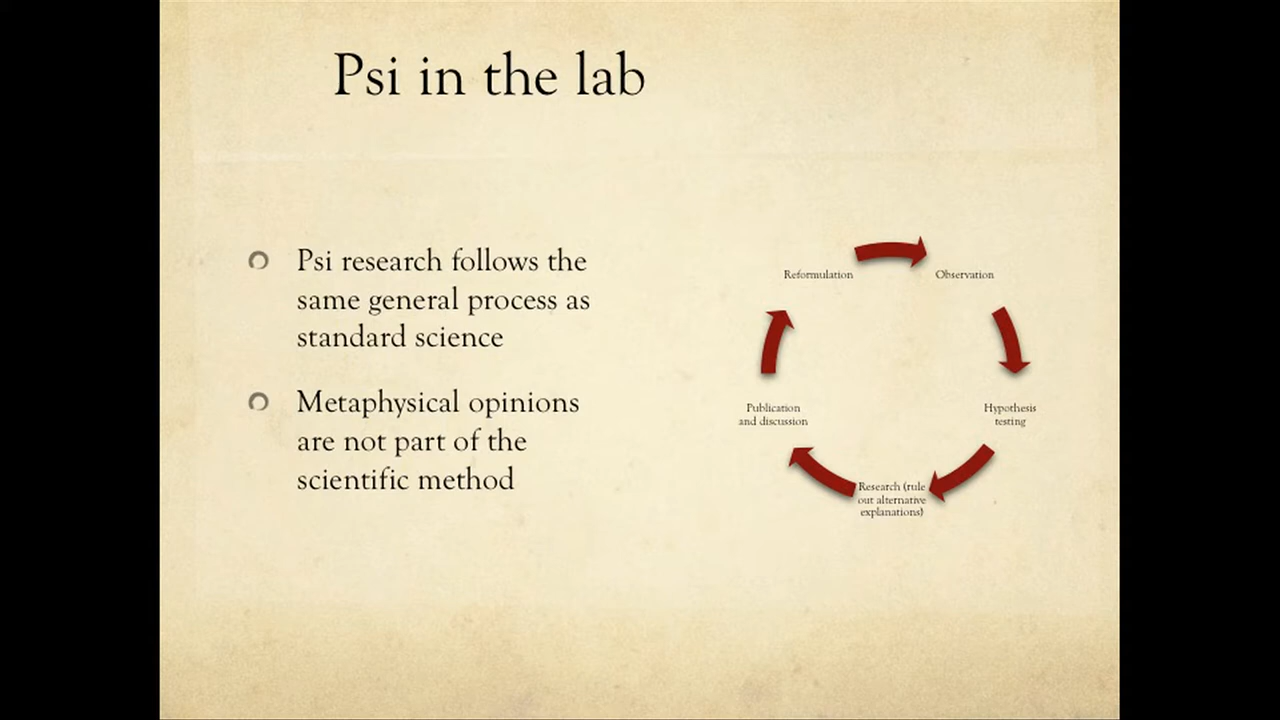 Psi in the lab
Psi research follows the
same general process as
standard science
Metaphysical opinions
are not part of the
scientific method
Reformulation
Observation
Publication
and discussion
Hypothesis
testing
Research (rule
out alternative
explanations)